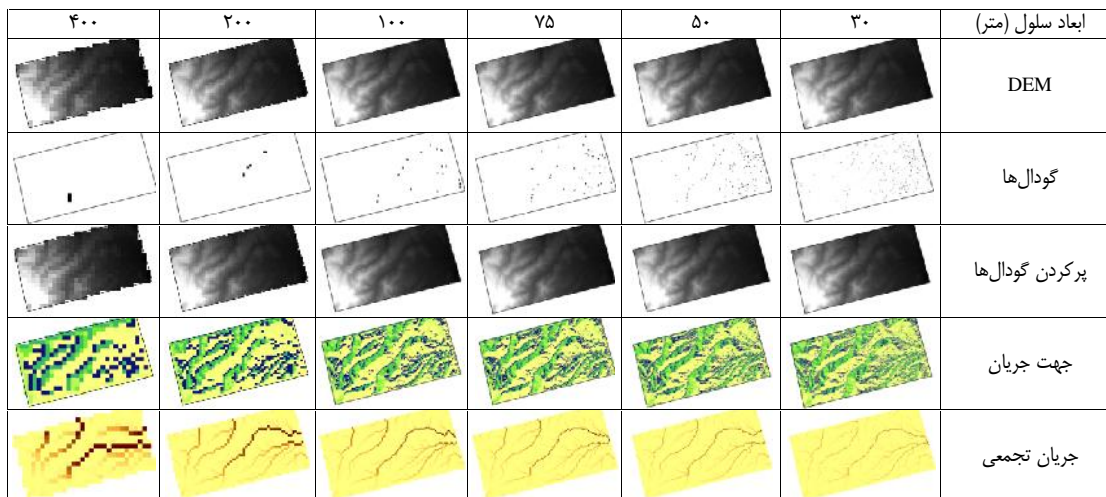 ابعاد سلول (متر) ۳۰ ۵۰ ۷۵ ۱۰۰ ۲۰۰ ۴۰۰
DEM
گودال‌ها
پرکردن گودال‌ها
جهت جریان
جریان تجمعی